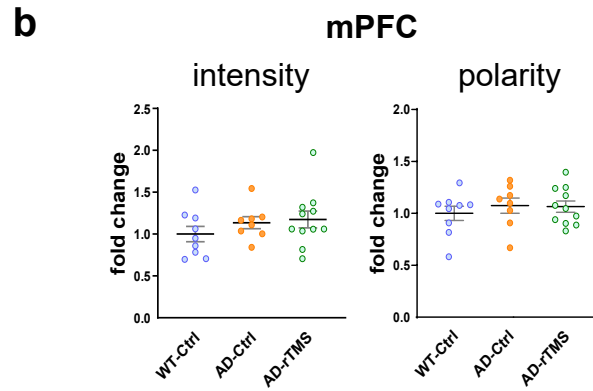 b
mPFC
intensity
polarity
fold change
2.5
2.0
1.5
1.0
0.5
0.0
WT-Ctrl
AD-Ctrl
AD-rTMS
fold change
2.0
1.5
1.0
0.5
0.0
WT-Ctrl
AD-Ctrl
AD-rTMS